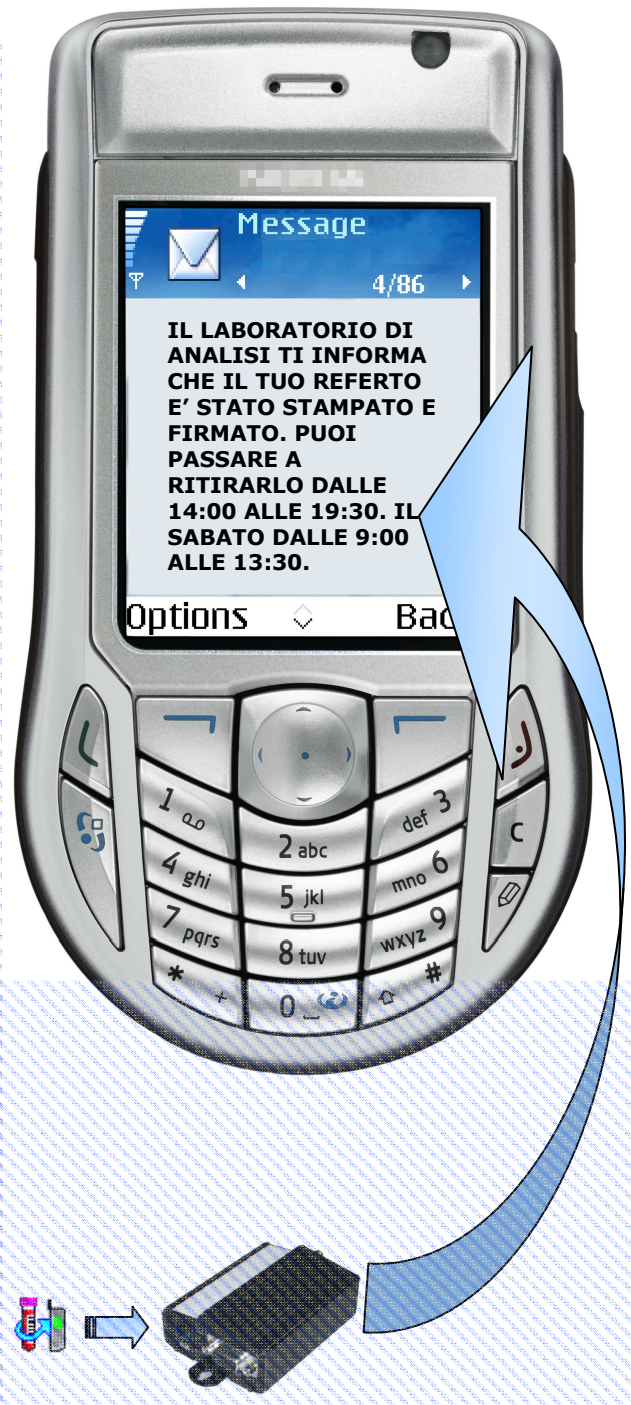 Message
4/86
IL LABORATORIO DI
ANALISI TI INFORMA
CHE IL TUO REFERTO
E’ STATO STAMPATO E
FIRMATO. PUOI
PASSARE A
RITIRARLO DALLE
14:00 ALLE 19:30. IL
SABATO DALLE 9:00
ALLE 13:30.
Options
1
2 abc
def 3
C
4 ghi
5 jkl
mno 6
7 pqrs
8 tuv
wxyz 9
* +
0
#